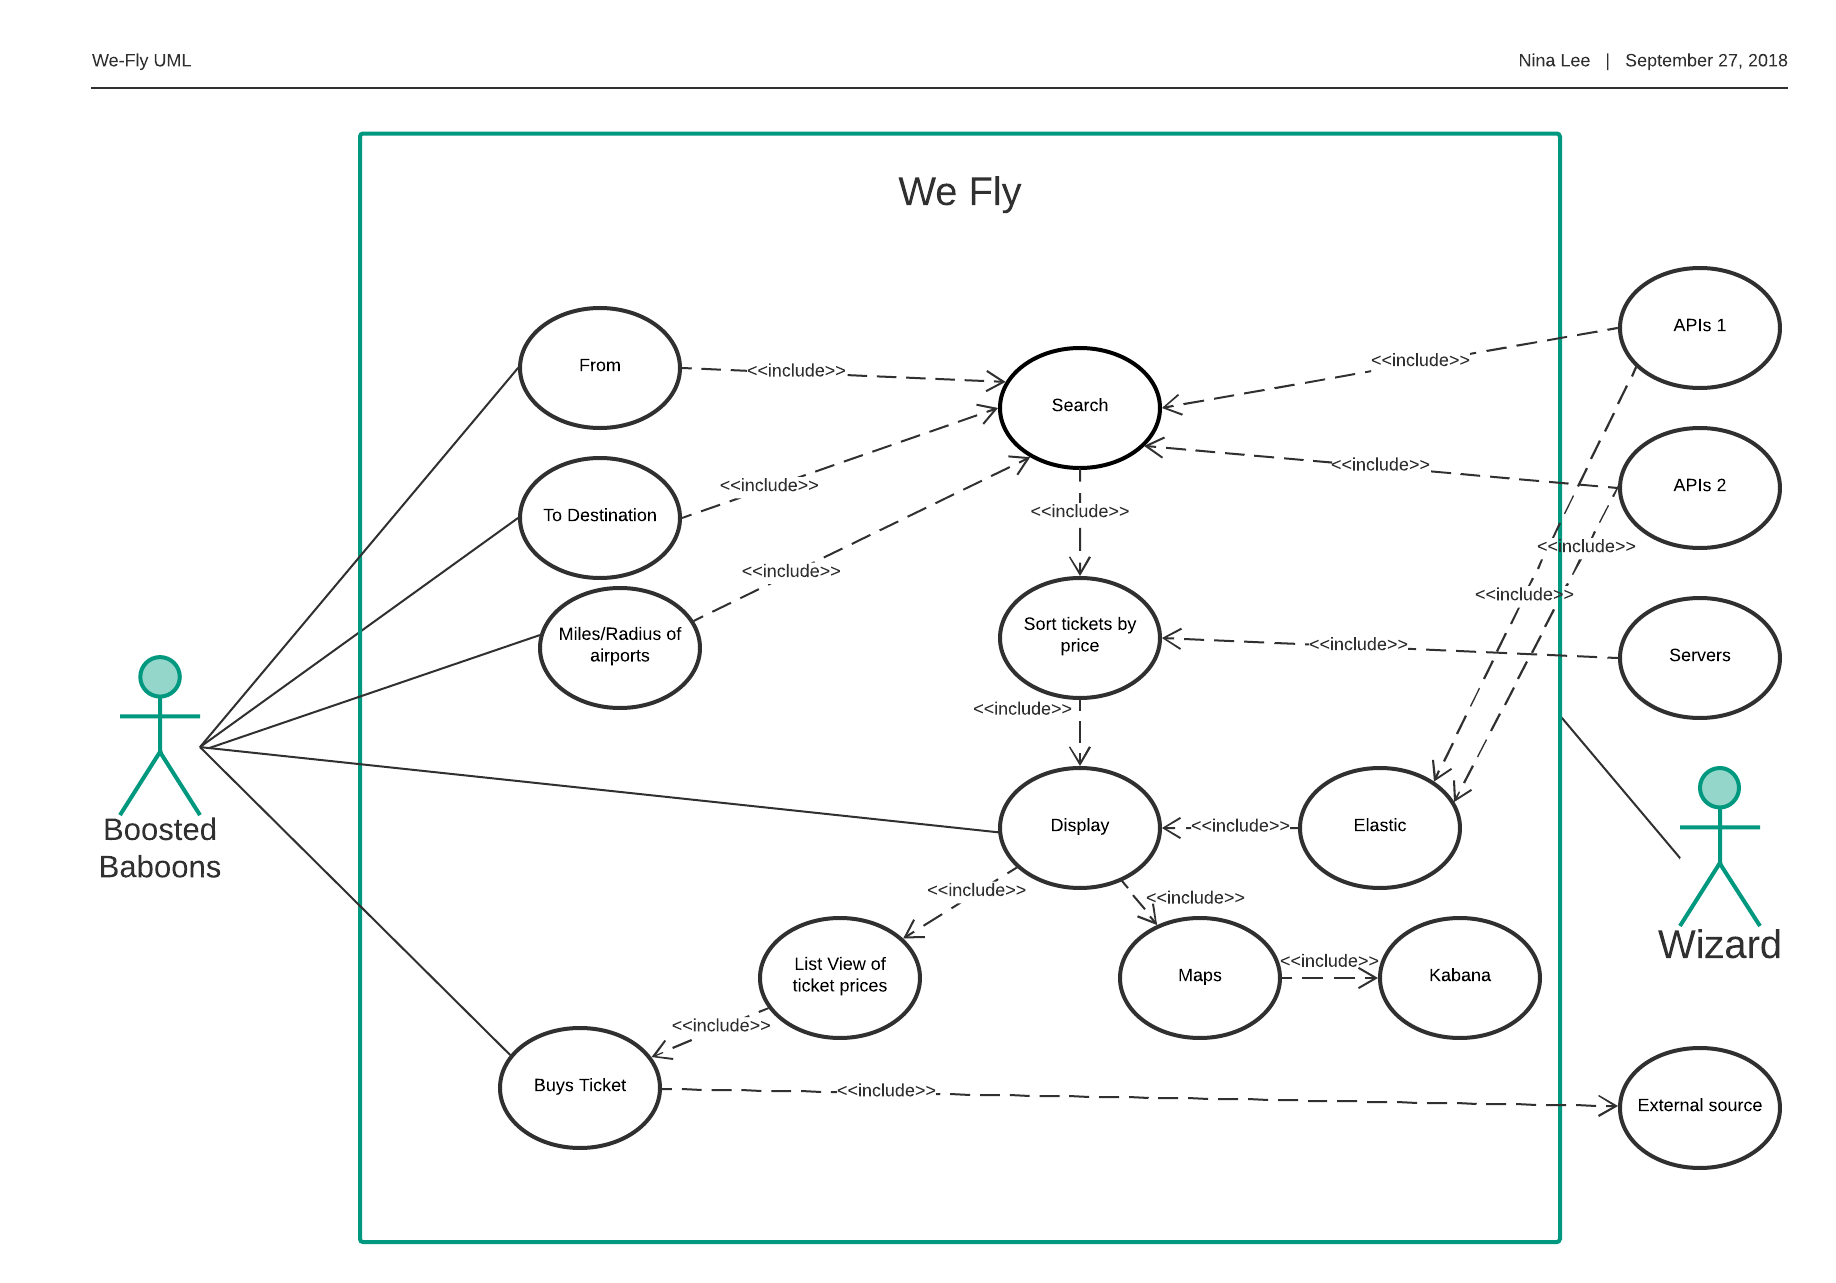 We-Fly UML
Nina Lee | September 27, 2018
We Fly
APIs 1
From
<<include>>
<<include>>
Search
<<include>>
APIs 2
To Destination
<<include>>
<<include>>
<<include>>
<<include>>
<<include>>
Miles/Radius of
airports
Sort tickets by
price
<<include>>
Servers
<<include>>
Boosted
Baboons
Display
<<include>>
Elastic
<<include>>
<<include>>
Wizard
List View of
ticket prices
Maps
<<include>>
Kabana
<<include>>
Buys Ticket
<<include>>
External source